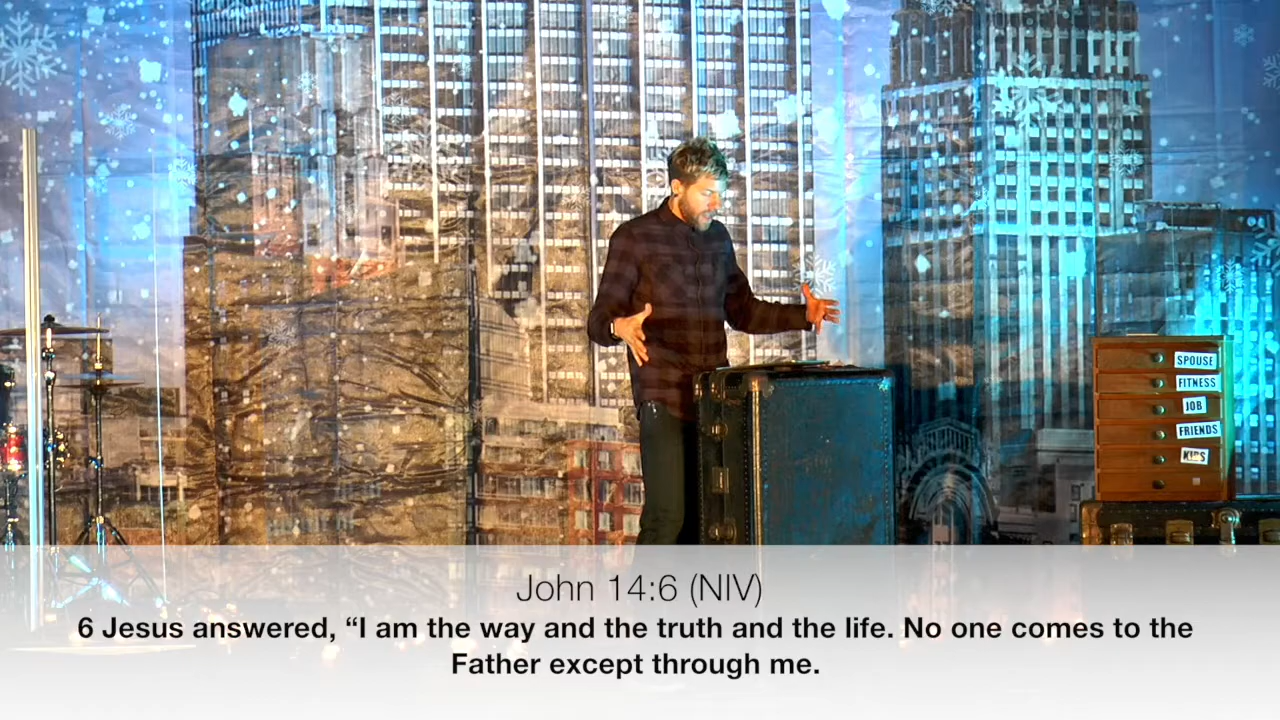 SPOUSE
FITNESS
JOB
FRIENDS
KIDS
John 14:6 (NIV)
6 Jesus answered, “I am the way and the truth and the life. No one comes to the
Father except through me.